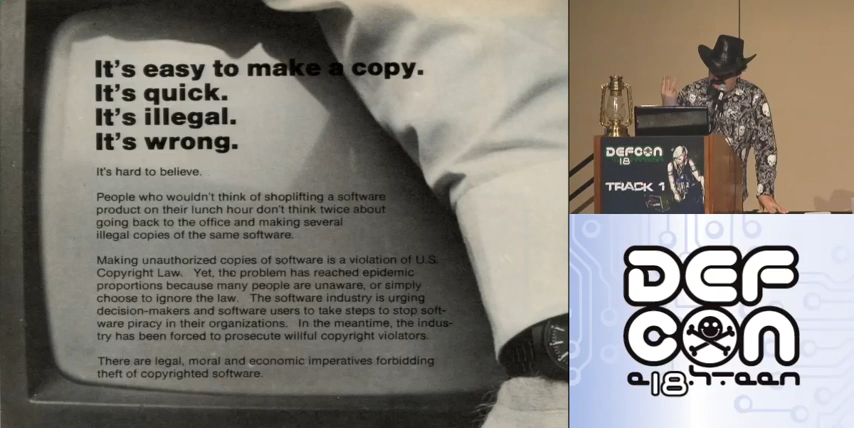 It's easy to make a copy.
It's quick.
It's illegal.
It's wrong.
It's hard to believe.
People who wouldn't think of shoplifting a software
product on their lunch hour don't think twice about
going back to the office and making several
illegal copies of the same software.
Making unauthorized copies of software is a violation of U.S.
Copyright Law. Yet, the problem has reached epidemic
proportions because many people are unaware, or simply
choose to ignore the law. The software industry is urging
decision-makers and software users to take steps to stop soft-
ware piracy in their organizations. In the meantime, the indus-
try has been forced to prosecute willful copyright violators.
There are legal, moral and economic imperatives forbidding
theft of copyrighted software.
DEFCON
18
TRACK 1
DEF
CON
e18hteen